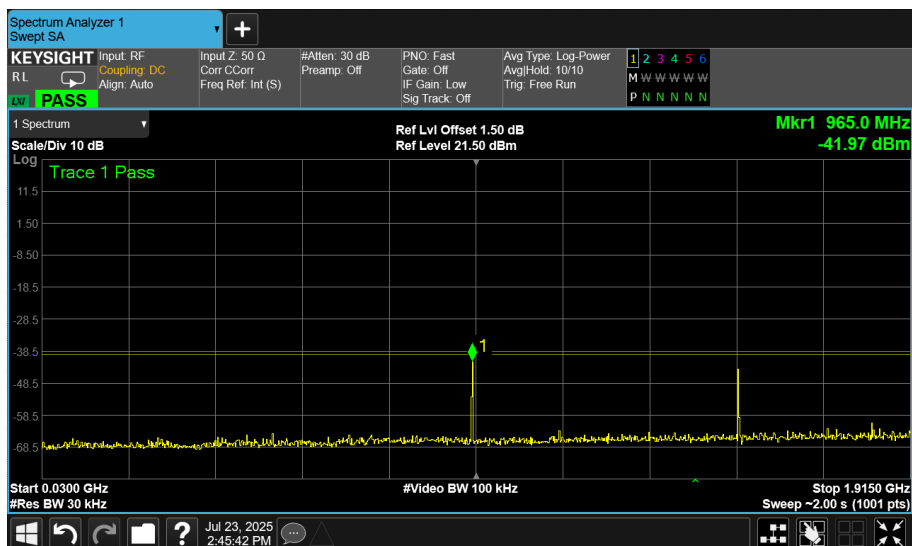 Spectrum Analyzer 1
Swept SA
+
KEYSIGHT
RL
LXI PASS
Input: RF
Coupling: DC
Align: Auto
Input Z: 50 Ω
Corr CCorr
Freq Ref: Int (S)
#Atten: 30 dB
Preamp: Off
PNO: Fast
Gate: Off
IF Gain: Low
Sig Track: Off
Avg Type: Log-Power
Avg|Hold: 10/10
Trig: Free Run
1 2 3 4 5 6
M W W W W W
P N N N N N
1 Spectrum
Scale/Div 10 dB
Ref Lvl Offset 1.50 dB
Ref Level 21.50 dBm
Mkr1 965.0 MHz
-41.97 dBm
Log
Trace 1 Pass
11.5
1.50
-8.50
-18.5
-28.5
-38.5
1
-48.5
-58.5
-68.5
Start 0.0300 GHz
#Res BW 30 kHz
#Video BW 100 kHz
Stop 1.9150 GHz
Sweep ~2.00 s (1001 pts)
?
Jul 23, 2025
2:45:42 PM